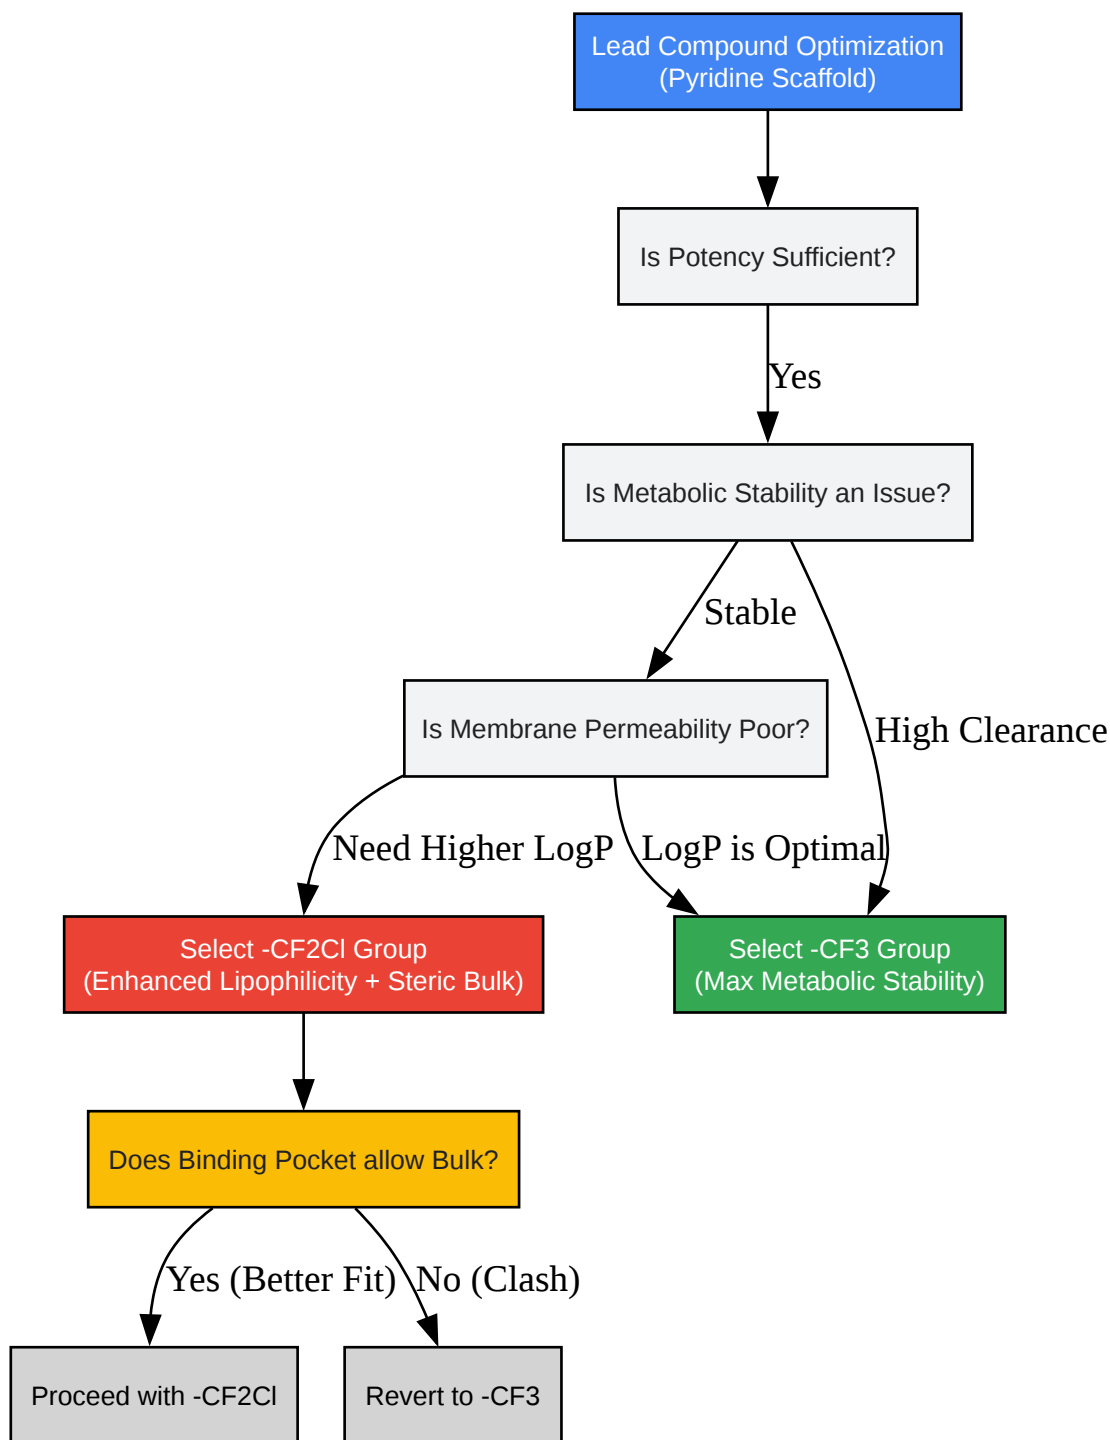 Lead Compound Optimization
(Pyridine Scaffold)
Is Potency Sufficient?
Yes
Is Metabolic Stability an Issue?
Stable
Is Membrane Permeability Poor?
High Clearance
Need Higher LogP
LogP is Optimal
Select -CF2Cl Group
(Enhanced Lipophilicity + Steric Bulk)
Select -CF3 Group
(Max Metabolic Stability)
Does Binding Pocket allow Bulk?
Yes (Better Fit)
No (Clash)
Proceed with -CF2Cl
Revert to -CF3